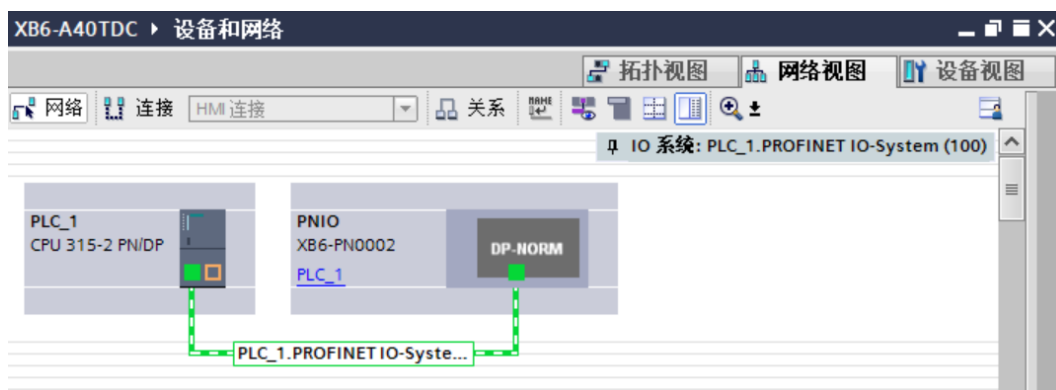 XB6-A40TDC ▸ 设备和网络
拓扑视图 网络视图 设备视图
网络 连接 HMI 连接 关系
IO 系统: PLC_1.PROFINET IO-System (100)
PLC_1
CPU 315-2 PN/DP
PNIO
XB6-PN0002
PLC_1
DP-NORM
PLC_1.PROFINET IO-Syste...